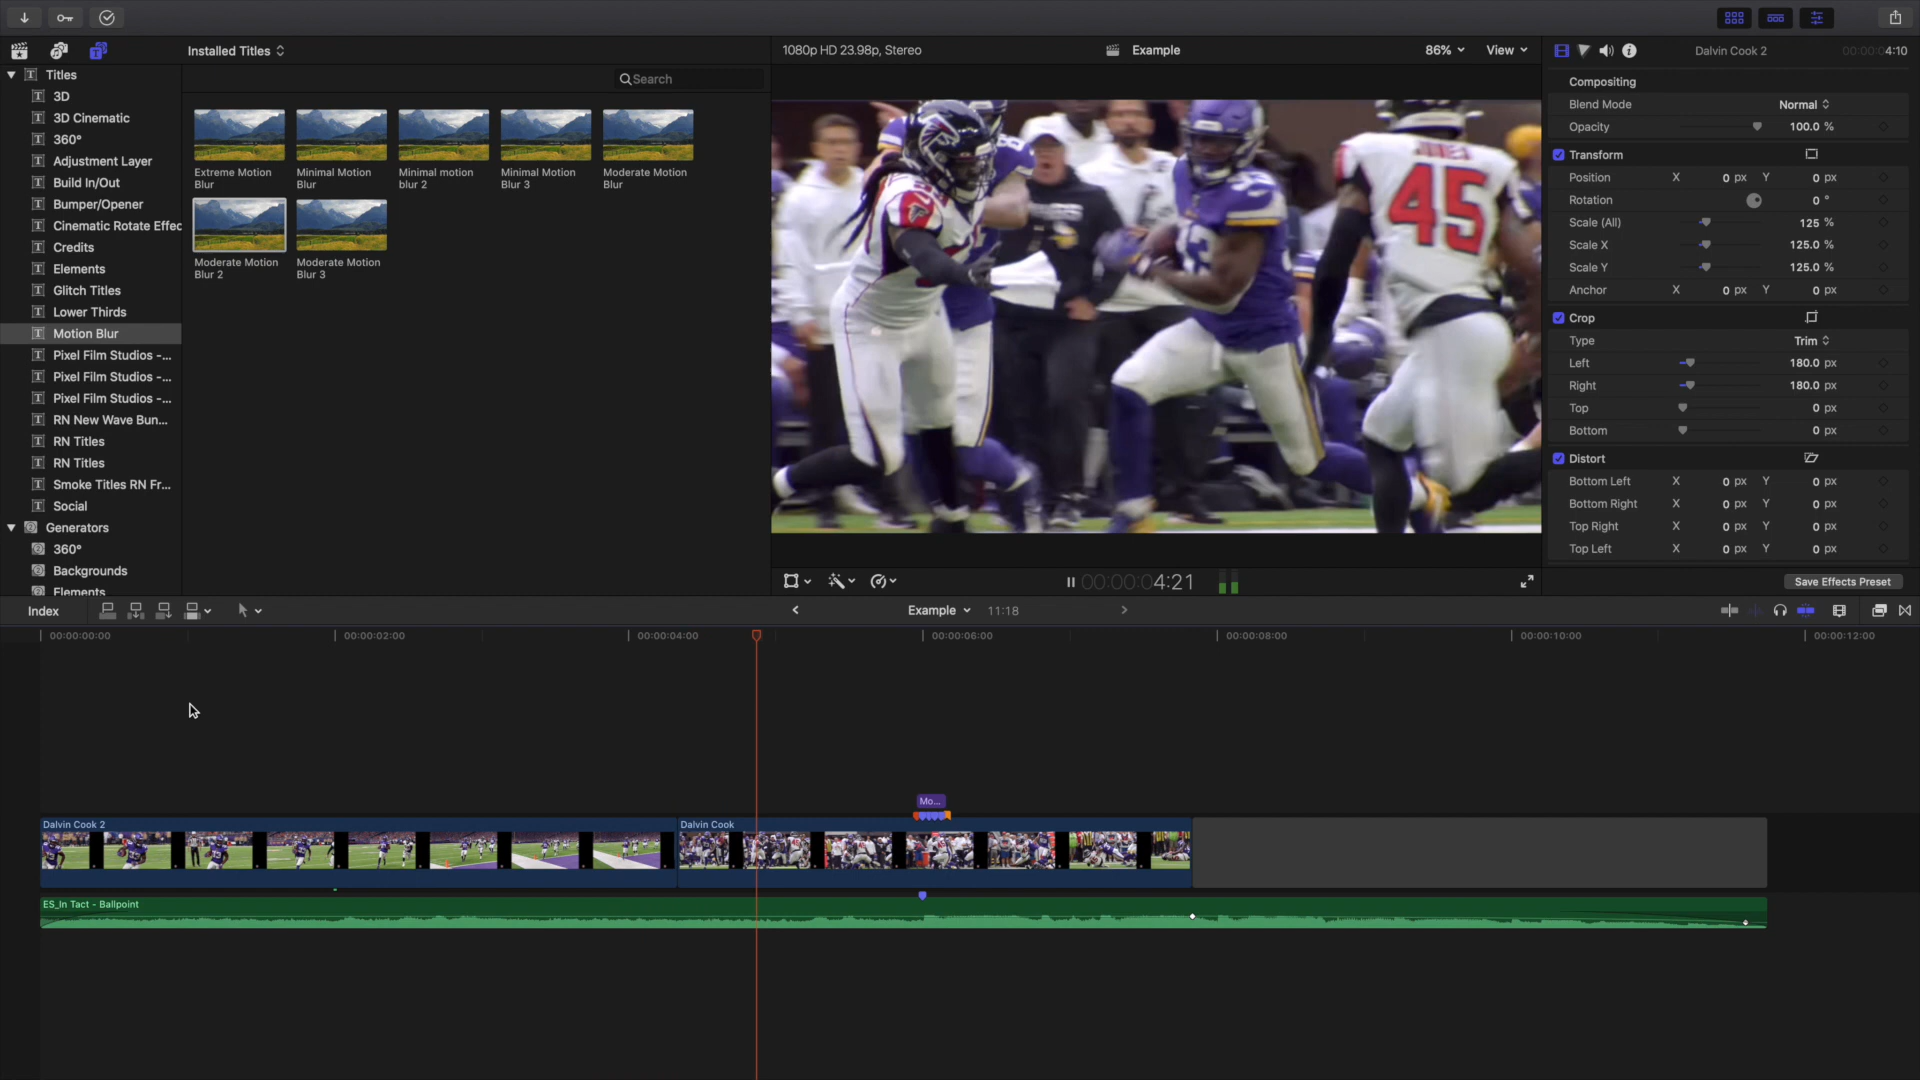 Installed Titles
1080p HD 23.98p, Stereo
Example
86%
View
Dalvin Cook 2
00:00:04:10
Titles
3D
3D Cinematic
360°
Adjustment Layer
Build In/Out
Bumper/Opener
Cinematic Rotate Effec
Credits
Elements
Glitch Titles
Lower Thirds
Motion Blur
Pixel Film Studios -...
Pixel Film Studios -...
Pixel Film Studios -...
RN New Wave Bun...
RN Titles
RN Titles
Smoke Titles RN Fr...
Social
Generators
360°
Backgrounds
Elements
Search
Extreme Motion
Blur
Minimal Motion
Blur
Minimal motion
blur 2
Minimal Motion
Blur 3
Moderate Motion
Blur
Moderate Motion
Blur 2
Moderate Motion
Blur 3
45
Compositing
Blend Mode Normal
Opacity 100.0 %
Transform
Position X 0 px Y 0 px
Rotation 0 °
Scale (All) 125 %
Scale X 125.0 %
Scale Y 125.0 %
Anchor X 0 px Y 0 px
Crop
Type Trim
Left 180.0 px
Right 180.0 px
Top 0 px
Bottom 0 px
Distort
Bottom Left X 0 px Y 0 px
Bottom Right X 0 px Y 0 px
Top Right X 0 px Y 0 px
Top Left X 0 px Y 0 px
00:00:04:21
Save Effects Preset
Index
Example
11:18
00:00:00:00
00:00:02:00
00:00:04:00
00:00:06:00
00:00:08:00
00:00:10:00
00:00:12:00
Mo...
Dalvin Cook 2
Dalvin Cook
ES_In Tact - Ballpoint